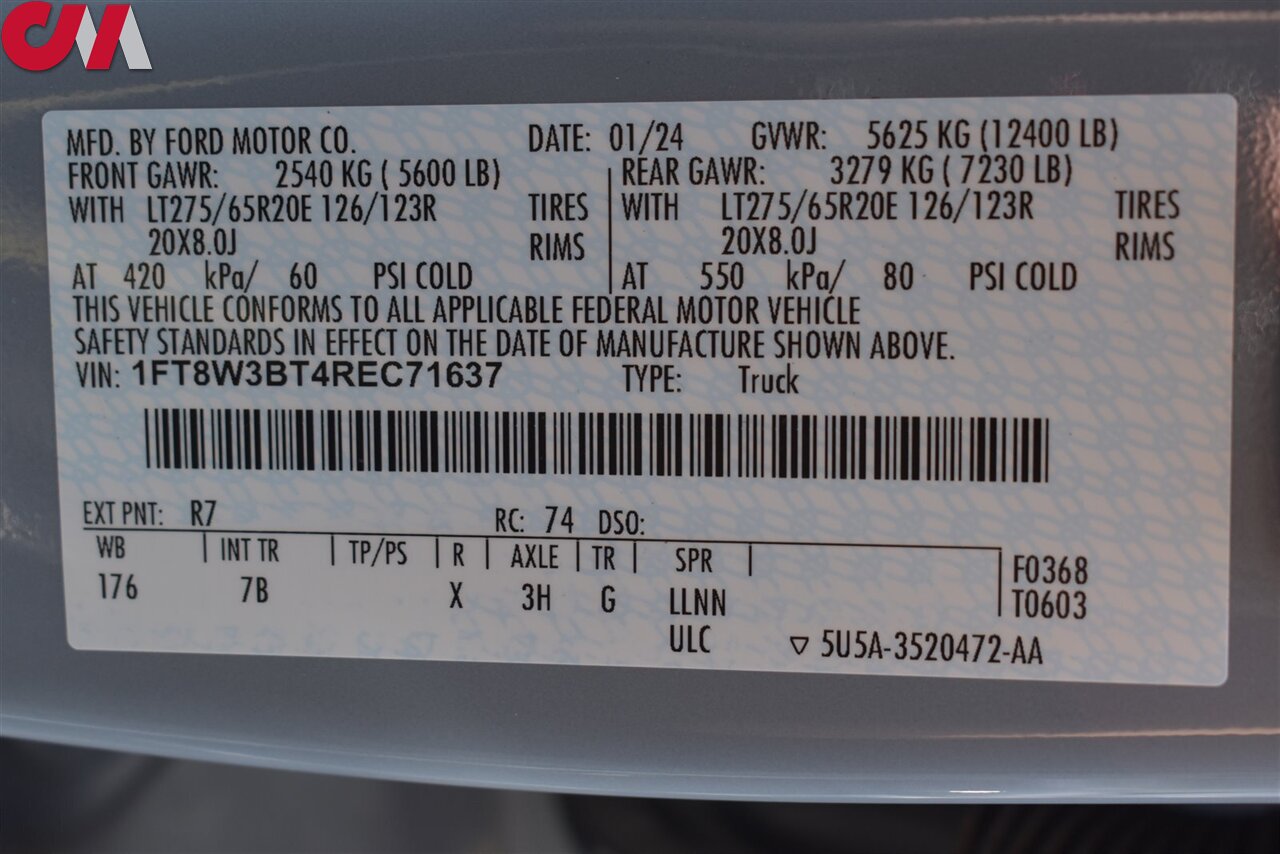 CM
MFD. BY FORD MOTOR CO. DATE: 01/24 GVWR: 5625 KG (12400 LB)
FRONT GAWR: 2540 KG ( 5600 LB) REAR GAWR: 3279 KG ( 7230 LB)
WITH LT275/65R20E 126/123R TIRES WITH LT275/65R20E 126/123R TIRES
20X8.0J RIMS 20X8.0J RIMS
AT 420 kPa/ 60 PSI COLD AT 550 kPa/ 80 PSI COLD
THIS VEHICLE CONFORMS TO ALL APPLICABLE FEDERAL MOTOR VEHICLE
SAFETY STANDARDS IN EFFECT ON THE DATE OF MANUFACTURE SHOWN ABOVE.
VIN: 1FT8W3BT4REC71637 TYPE: Truck
EXT PNT: R7 RC: 74 DSO:
WB INT TR TP/PS R AXLE TR SPR F0368
176 7B X 3H G LLNN T0603
ULC ▽ 5U5A-3520472-AA